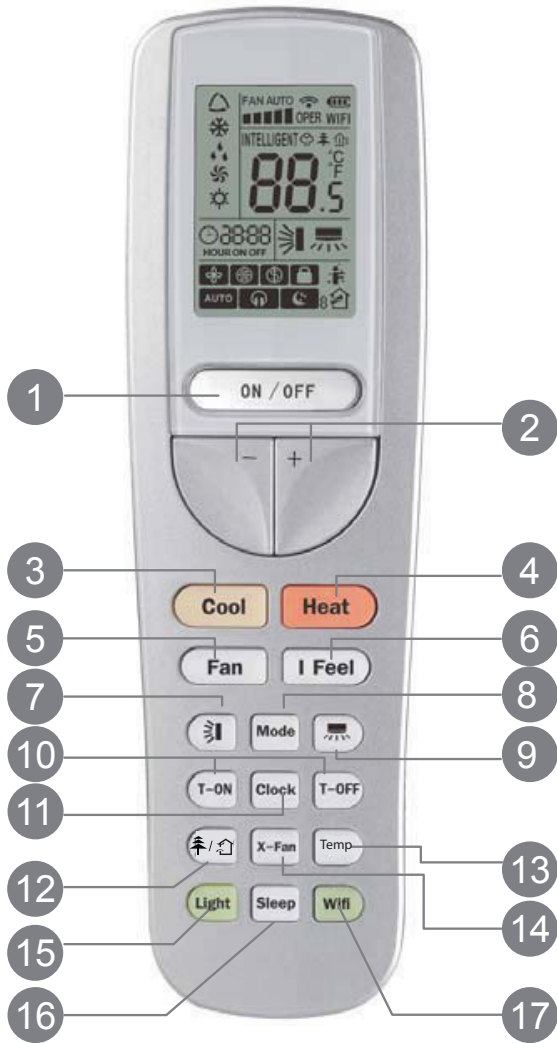 FAN AUTO
OPER WIFI
INTELLIGENT
88.5 °C °F
88:88
HOUR ON OFF
AUTO 8
1 ON / OFF
− + 2
3 4
Cool Heat
5 6
Fan I Feel
7 8
Mode
9
10
T-ON Clock T-OFF
11
/ X-Fan Temp
12 13
14
Light Sleep Wifi
15
16 17